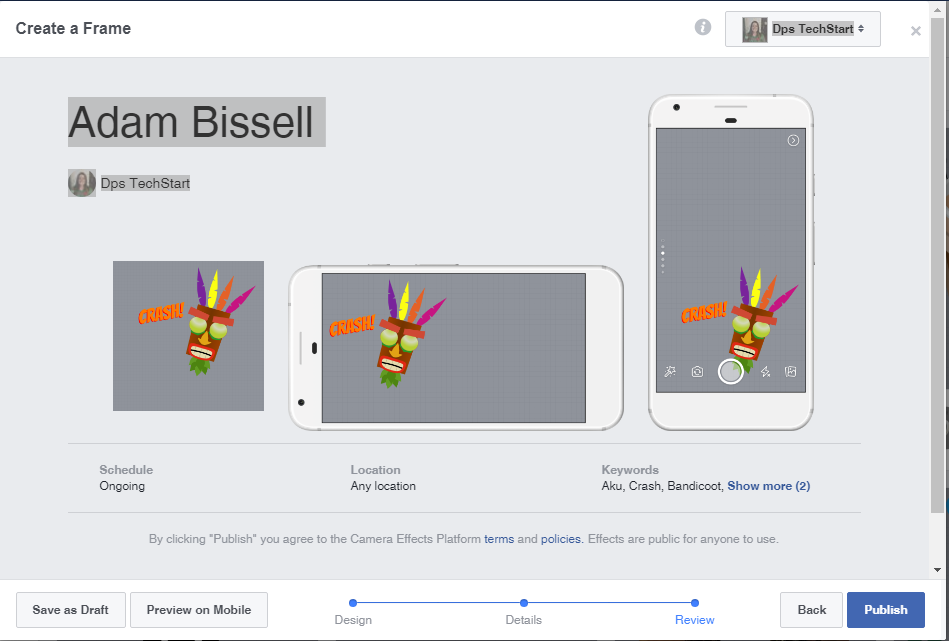 Create a Frame
Dps TechStart
Adam Bissell
Dps TechStart
CRASH!
CRASH!
CRASH!
Schedule
Ongoing
Location
Any location
Keywords
Aku, Crash, Bandicoot, Show more (2)
By clicking "Publish" you agree to the Camera Effects Platform terms and policies. Effects are public for anyone to use.
Save as Draft
Preview on Mobile
Design
Details
Review
Back
Publish